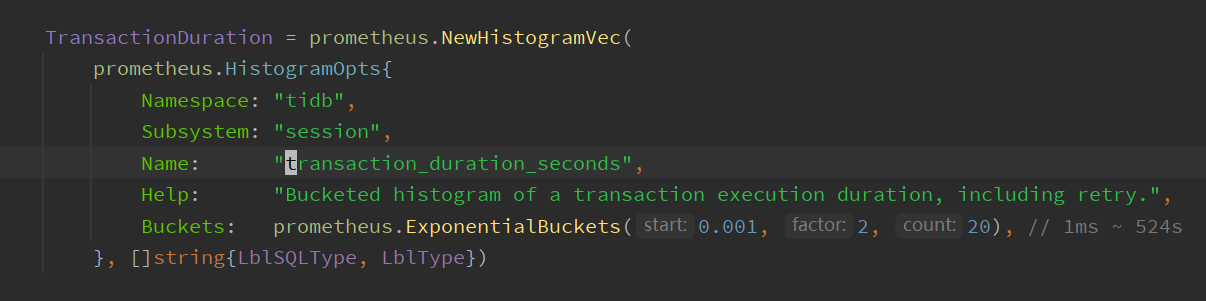 TransactionDuration = prometheus.NewHistogramVec(
prometheus.HistogramOpts{
Namespace: "tidb",
Subsystem: "session",
Name: "transaction_duration_seconds",
Help: "Bucketed histogram of a transaction execution duration, including retry.",
Buckets: prometheus.ExponentialBuckets( start: 0.001, factor: 2, count: 20), // 1ms ~ 524s
}, []string{LblSQLType, LblType})